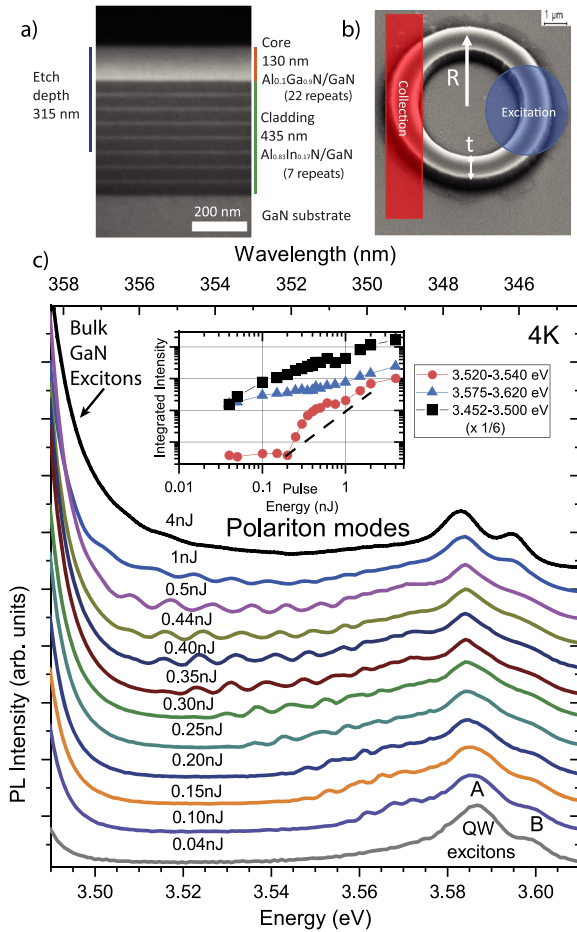 a)
Etch
depth
315 nm
Core
130 nm
Al0.1Ga0.9N/GaN
(22 repeats)
Cladding
435 nm
Al0.83In0.17N/GaN
(7 repeats)
200 nm
GaN substrate
b)
1 µm
R
t
Collection
Excitation
c)
Wavelength (nm)
358 356 354 352 350 348 346
4K
Bulk
GaN
Excitons
Integrated Intensity
0.01 0.1 1
Pulse
Energy (nJ)
3.520-3.540 eV
3.575-3.620 eV
3.452-3.500 eV
(x 1/6)
Polariton modes
4nJ
1nJ
0.5nJ
0.44nJ
0.40nJ
0.35nJ
0.30nJ
0.25nJ
0.20nJ
0.15nJ
0.10nJ
0.04nJ
A
B
QW
excitons
PL Intensity (arb. units)
3.50 3.52 3.54 3.56 3.58 3.60
Energy (eV)